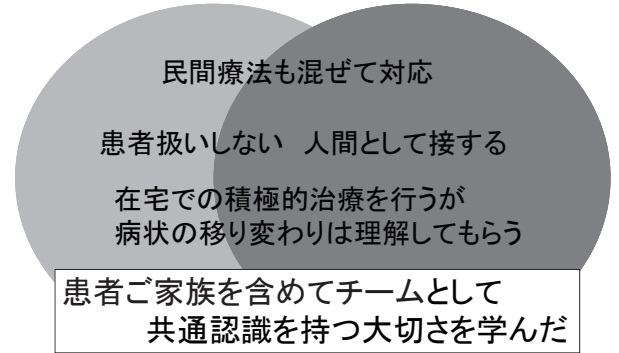 民間療法も混ぜて対応
患者扱いしない　人間として接する
在宅での積極的治療を行うが
病状の移り変わりは理解してもらう
患者ご家族を含めてチームとして
共通認識を持つ大切さを学んだ